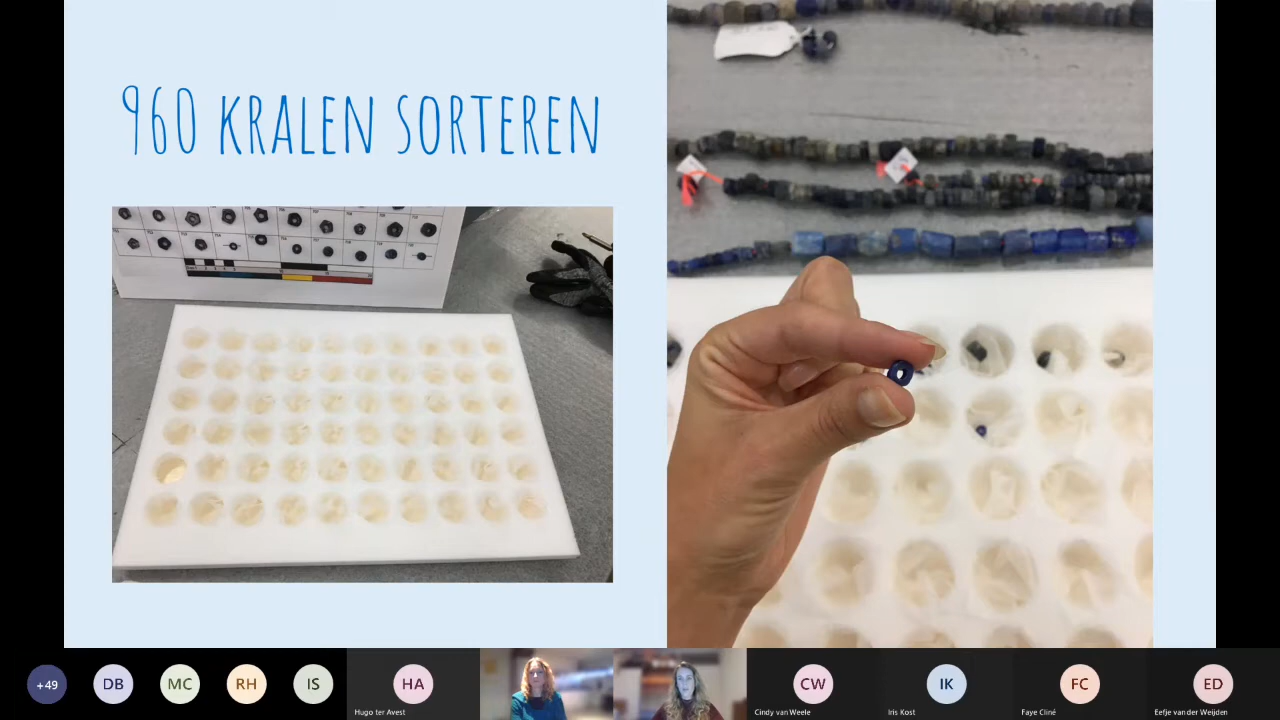 960 KRALEN SORTEREN
+49
DB
MC
RH
IS
HA
CW
IK
FC
ED
Hugo ter Avest
Cindy van Weele
Iris Kost
Faye Cliné
Eefje van der Weijden